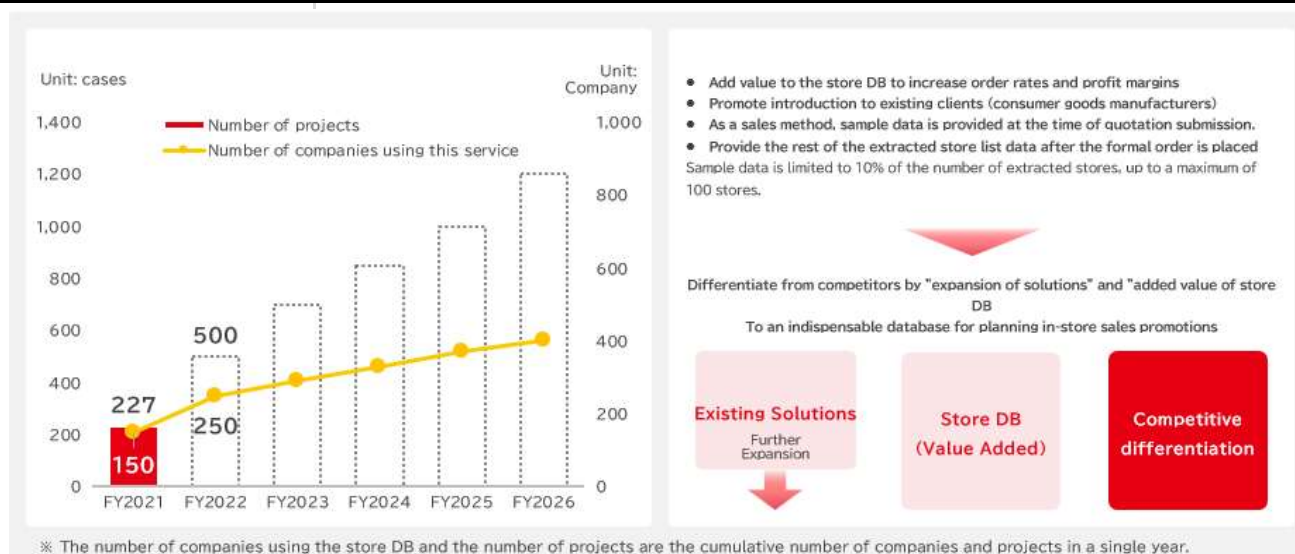 Unit: cases
Unit:
Company
1,400
1,200
1,000
800
600
400
200
0
1,000
800
600
400
200
0
Number of projects
Number of companies using this service
227
150
500
250
FY2021
FY2022
FY2023
FY2024
FY2025
FY2026
● Add value to the store DB to increase order rates and profit margins
● Promote introduction to existing clients (consumer goods manufacturers)
● As a sales method, sample data is provided at the time of quotation submission.
● Provide the rest of the extracted store list data after the formal order is placed
Sample data is limited to 10% of the number of extracted stores, up to a maximum of
100 stores.
Differentiate from competitors by "expansion of solutions" and "added value of store
DB
To an indispensable database for planning in-store sales promotions
Existing Solutions
Further
Expansion
Store DB
(Value Added)
Competitive
differentiation
※ The number of companies using the store DB and the number of projects are the cumulative number of companies and projects in a single year.